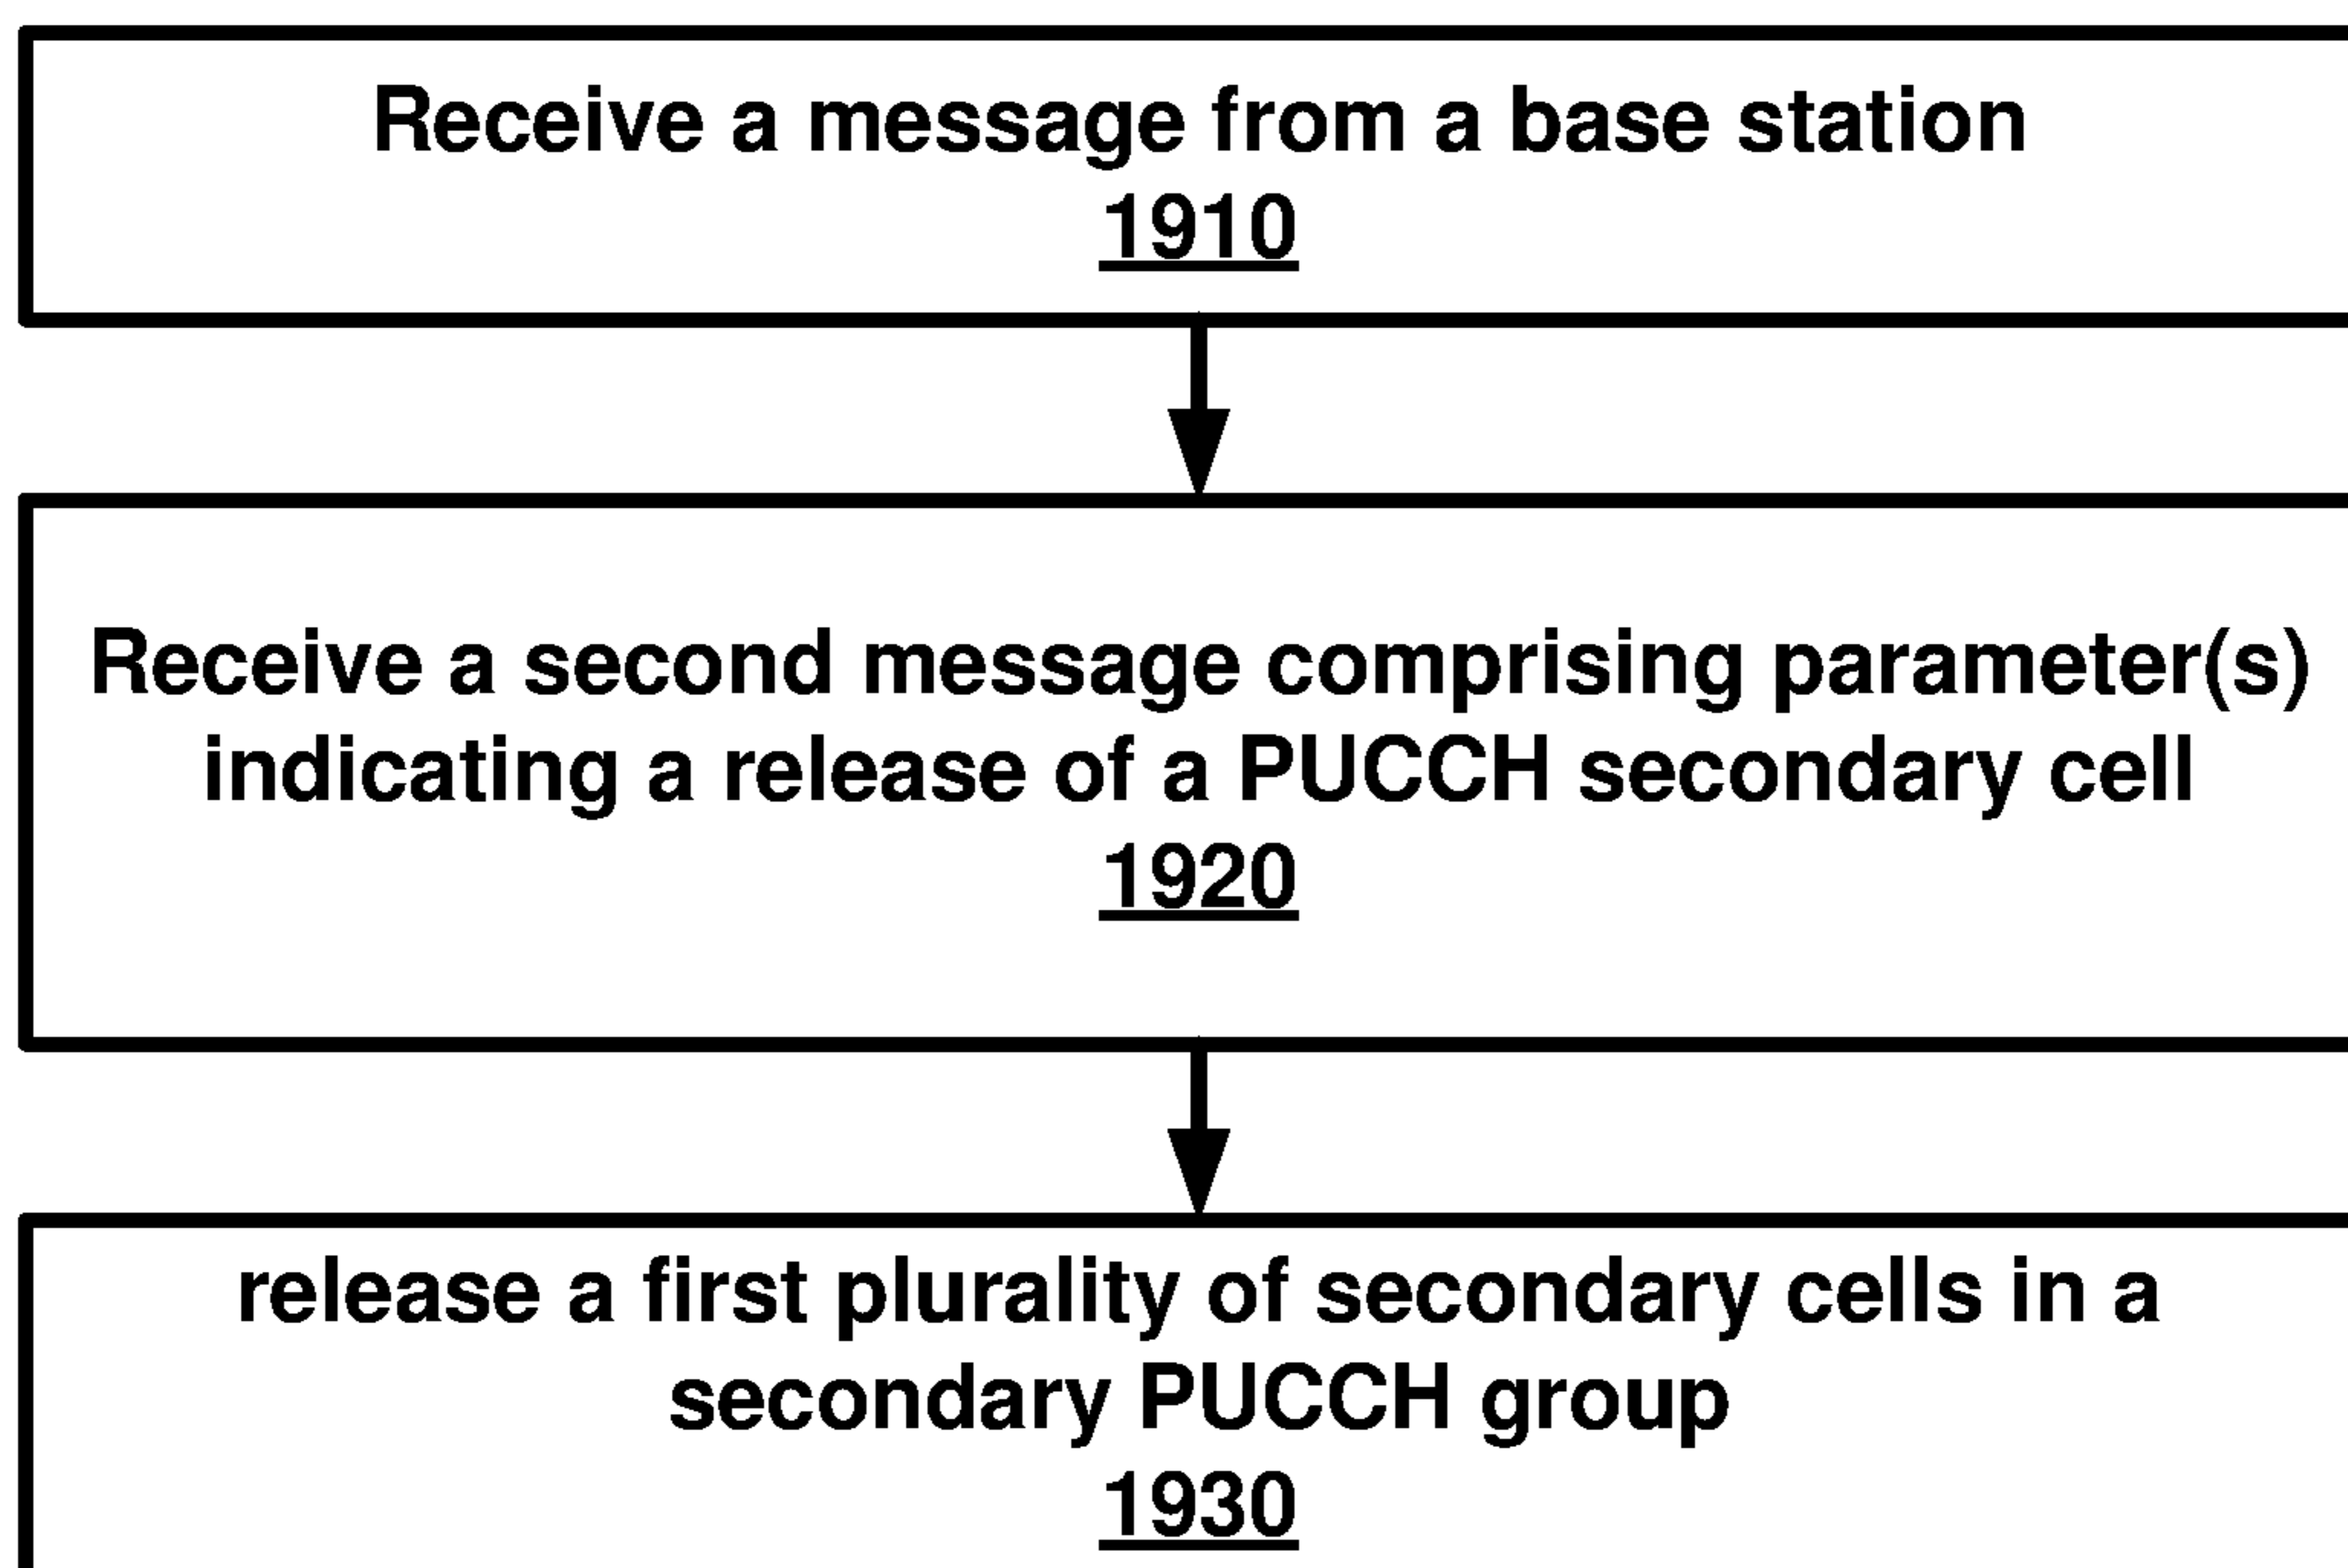 Receive a message from a base station
1910
Receive a second message comprising parameter(s)
indicating a release of a PUCCH secondary cell
1920
release a first plurality of secondary cells in a
secondary PUCCH group
1930